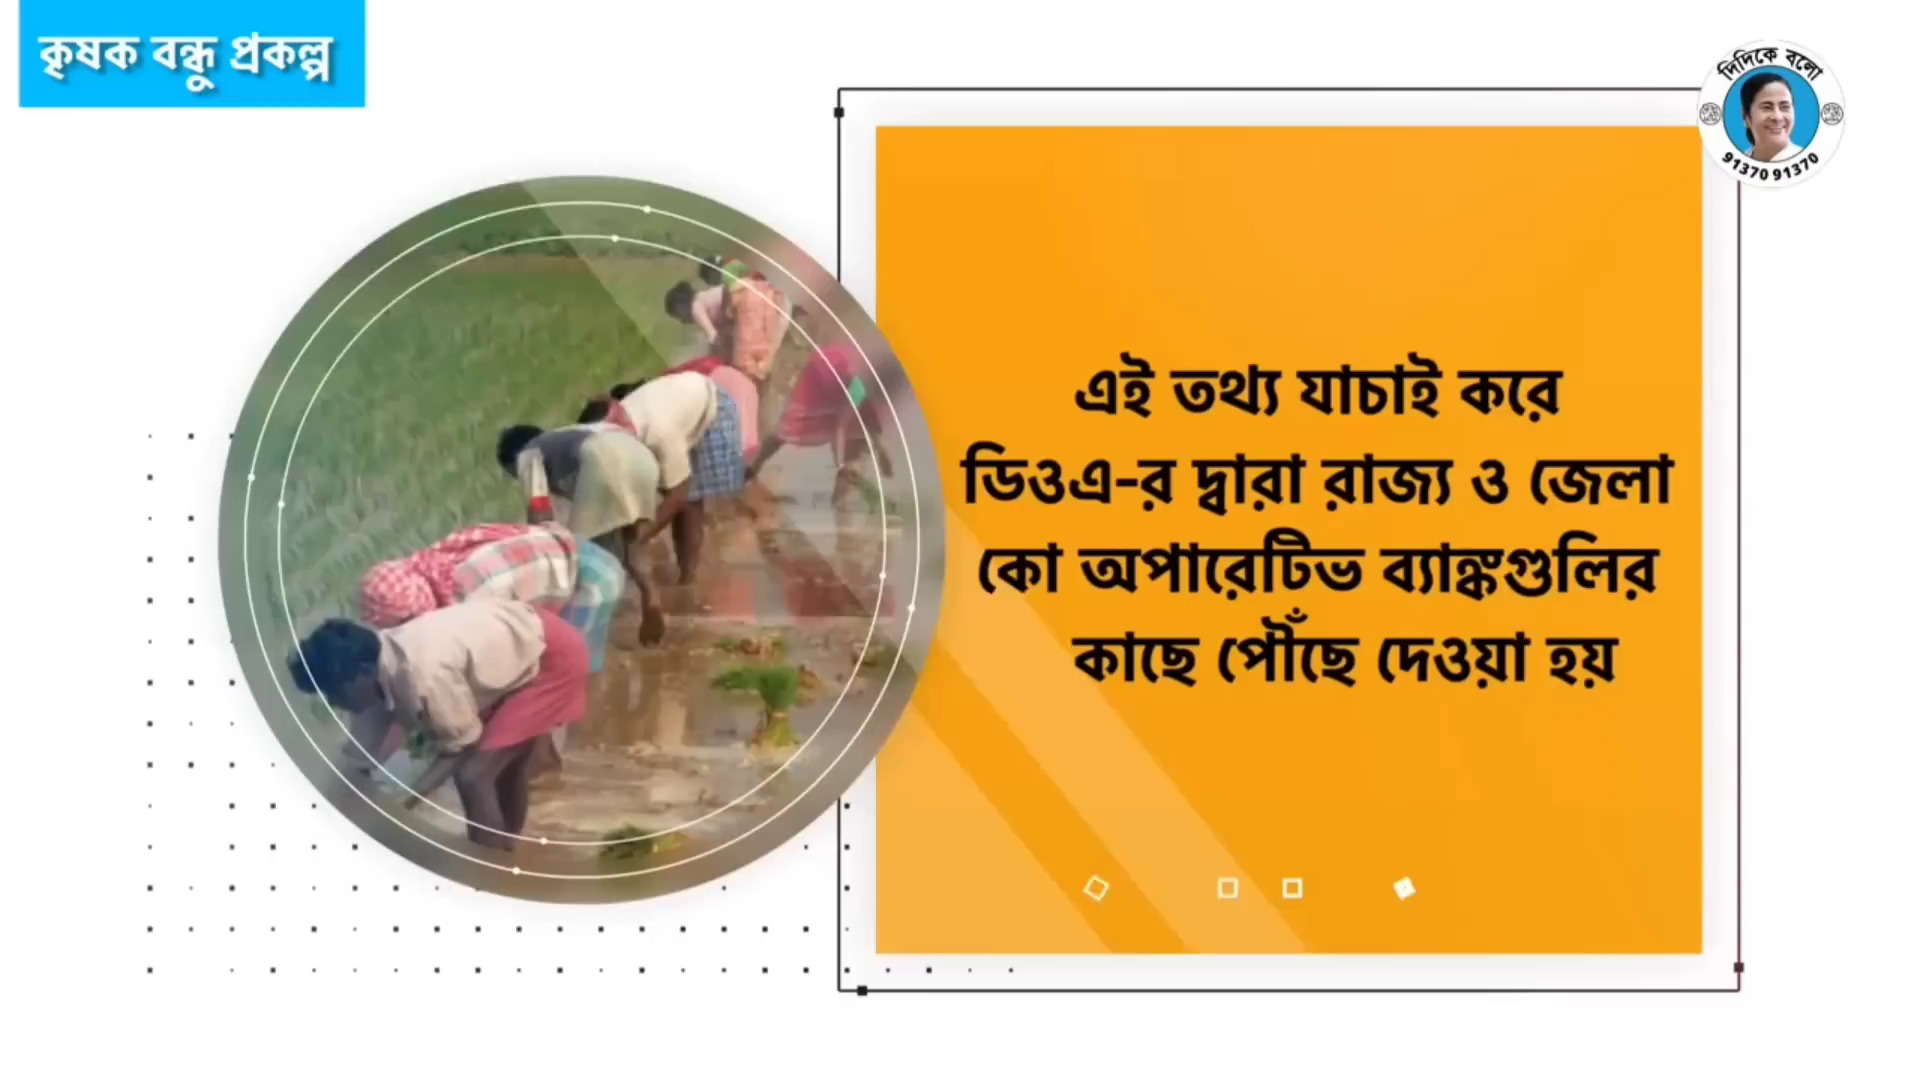 কৃষক বন্ধু প্রকল্প
দিদিকে বলো
91370 91370
এই তথ্য যাচাই করে
ডিওএ-র দ্বারা রাজ্য ও জেলা
কো অপারেটিভ ব্যাঙ্কগুলির
কাছে পৌঁছে দেওয়া হয়